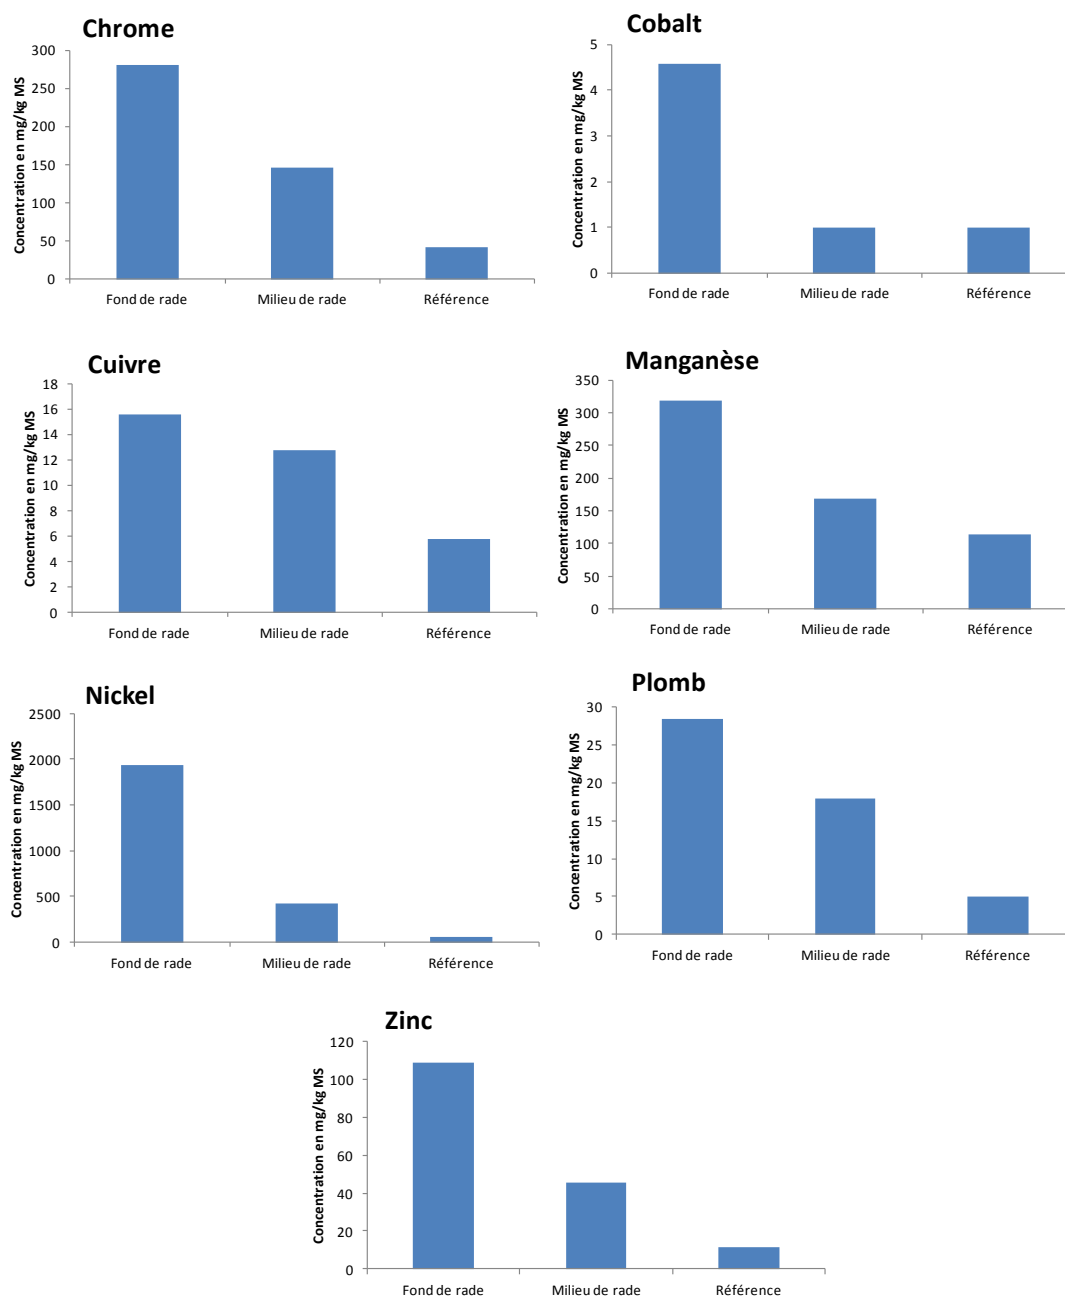 Chrome
Concentration en mg/kg MS
300
250
200
150
100
50
0
Fond de rade Milieu de rade Référence
Cobalt
Concentration en mg/kg MS
5
4
3
2
1
0
Fond de rade Milieu de rade Référence
Cuivre
Concentration en mg/kg MS
18
16
14
12
10
8
6
4
2
0
Fond de rade Milieu de rade Référence
Manganèse
Concentration en mg/kg MS
350
300
250
200
150
100
50
0
Fond de rade Milieu de rade Référence
Nickel
Concentration en mg/kg MS
2500
2000
1500
1000
500
0
Fond de rade Milieu de rade Référence
Plomb
Concentration en mg/kg MS
30
25
20
15
10
5
0
Fond de rade Milieu de rade Référence
Zinc
Concentration en mg/kg MS
120
100
80
60
40
20
0
Fond de rade Milieu de rade Référence